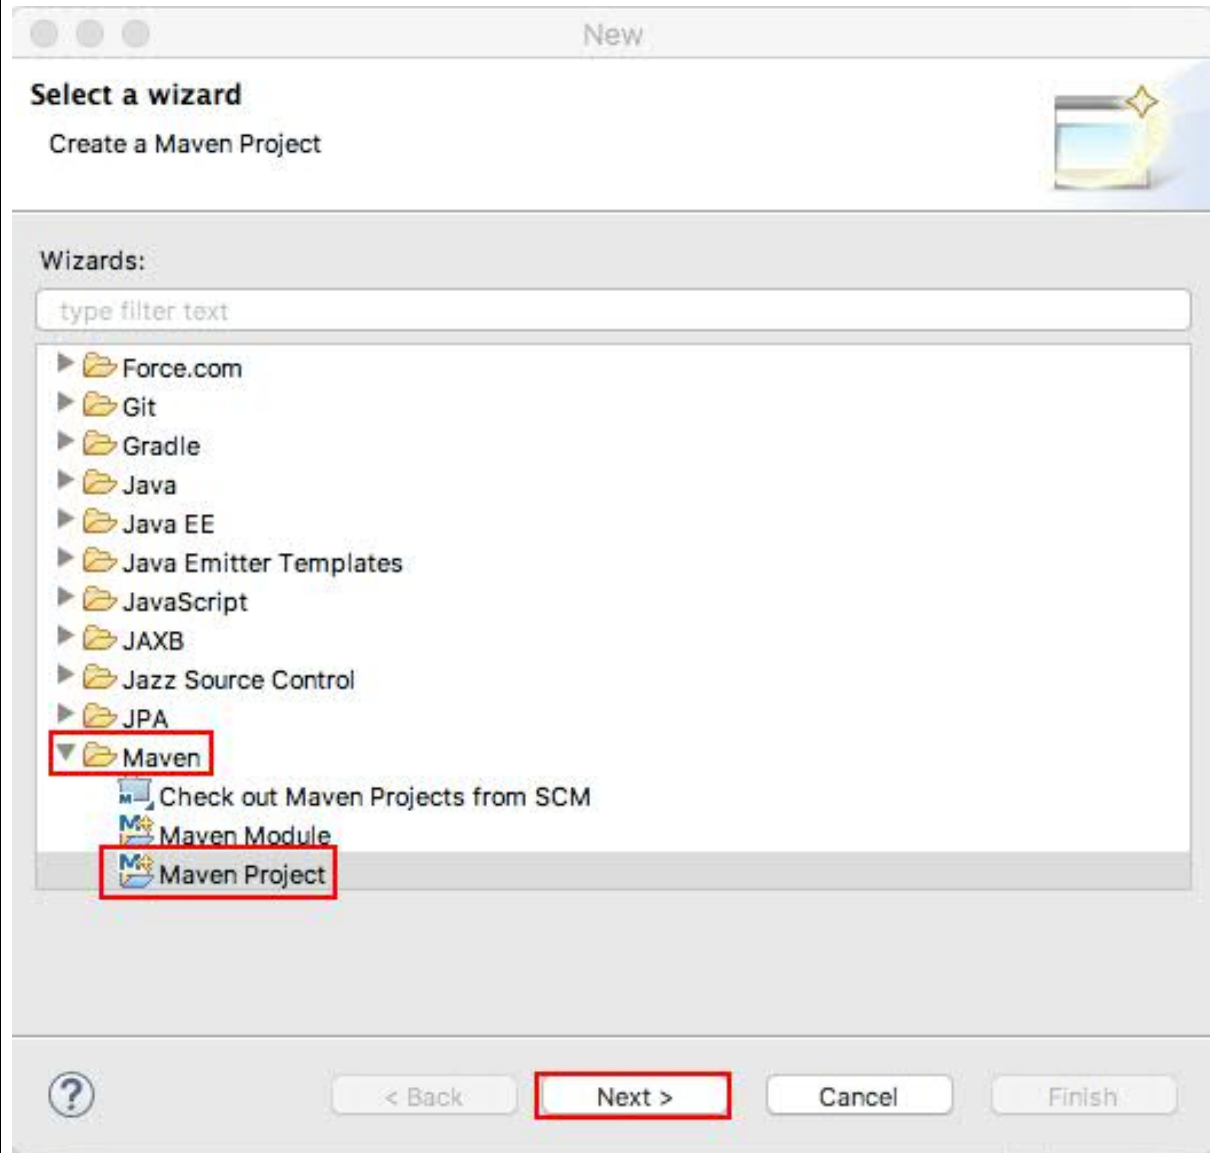 New
Select a wizard
Create a Maven Project
Wizards:
type filter text
Force.com
Git
Gradle
Java
Java EE
Java Emitter Templates
JavaScript
JAXB
Jazz Source Control
JPA
Maven
Check out Maven Projects from SCM
Maven Module
Maven Project
? < Back Next > Cancel Finish